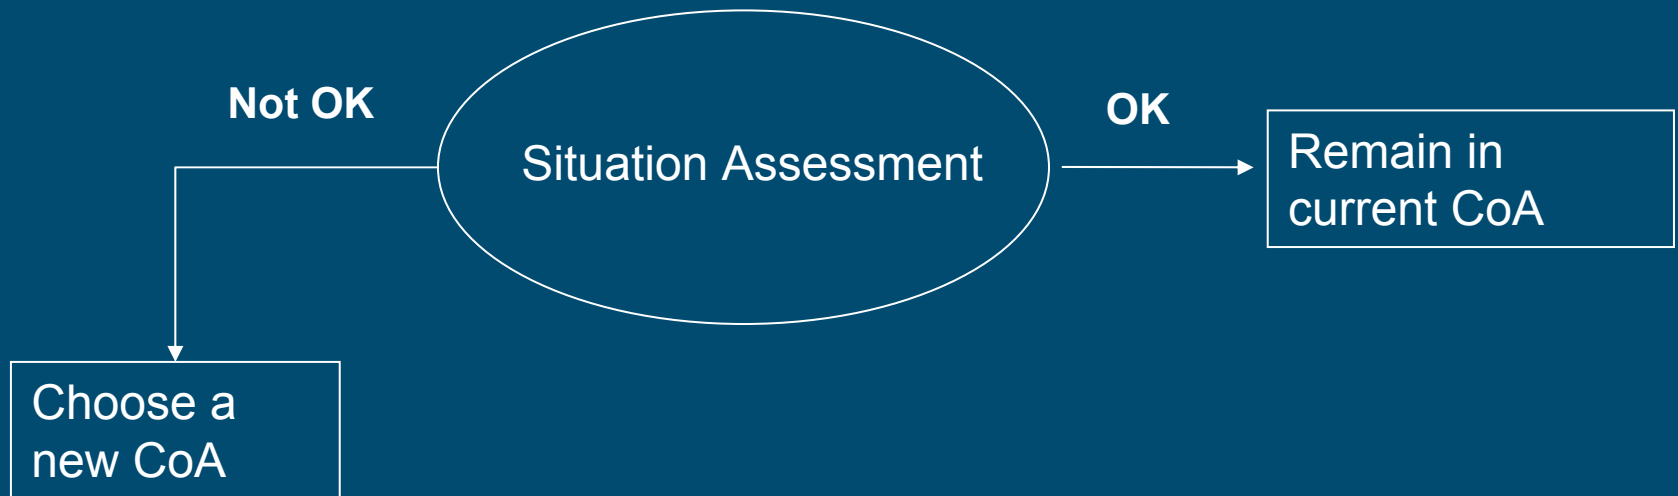 Not OK
OK
Situation Assessment
Remain in
current CoA
Choose a
new CoA